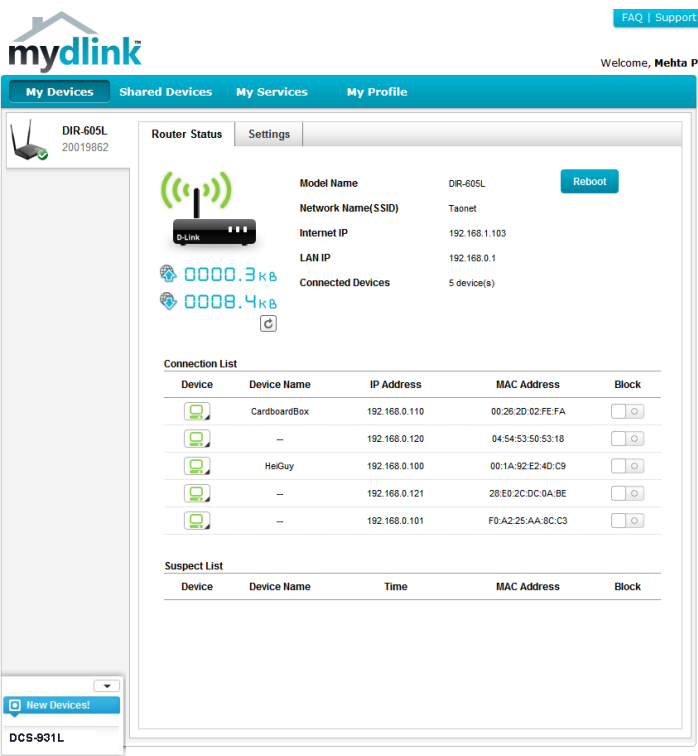 FAQ | Support
mydlink™
Welcome, Mehta P
My Devices Shared Devices My Services My Profile
DIR-605L
20019862
Router Status Settings
D-Link
0000.3KB
0008.4KB
Model Name DIR-605L Reboot
Network Name(SSID) Taonet
Internet IP 192.168.1.103
LAN IP 192.168.0.1
Connected Devices 5 device(s)
Connection List
Device Device Name IP Address MAC Address Block
CardboardBox 192.168.0.110 00:26:2D:02:FE:FA
-- 192.168.0.120 04:54:53:50:53:18
HeiGuy 192.168.0.100 00:1A:92:E2:4D:C9
-- 192.168.0.121 28:E0:2C:DC:0A:BE
-- 192.168.0.101 F0:A2:25:AA:8C:C3
Suspect List
Device Device Name Time MAC Address Block
New Devices!
DCS-931L